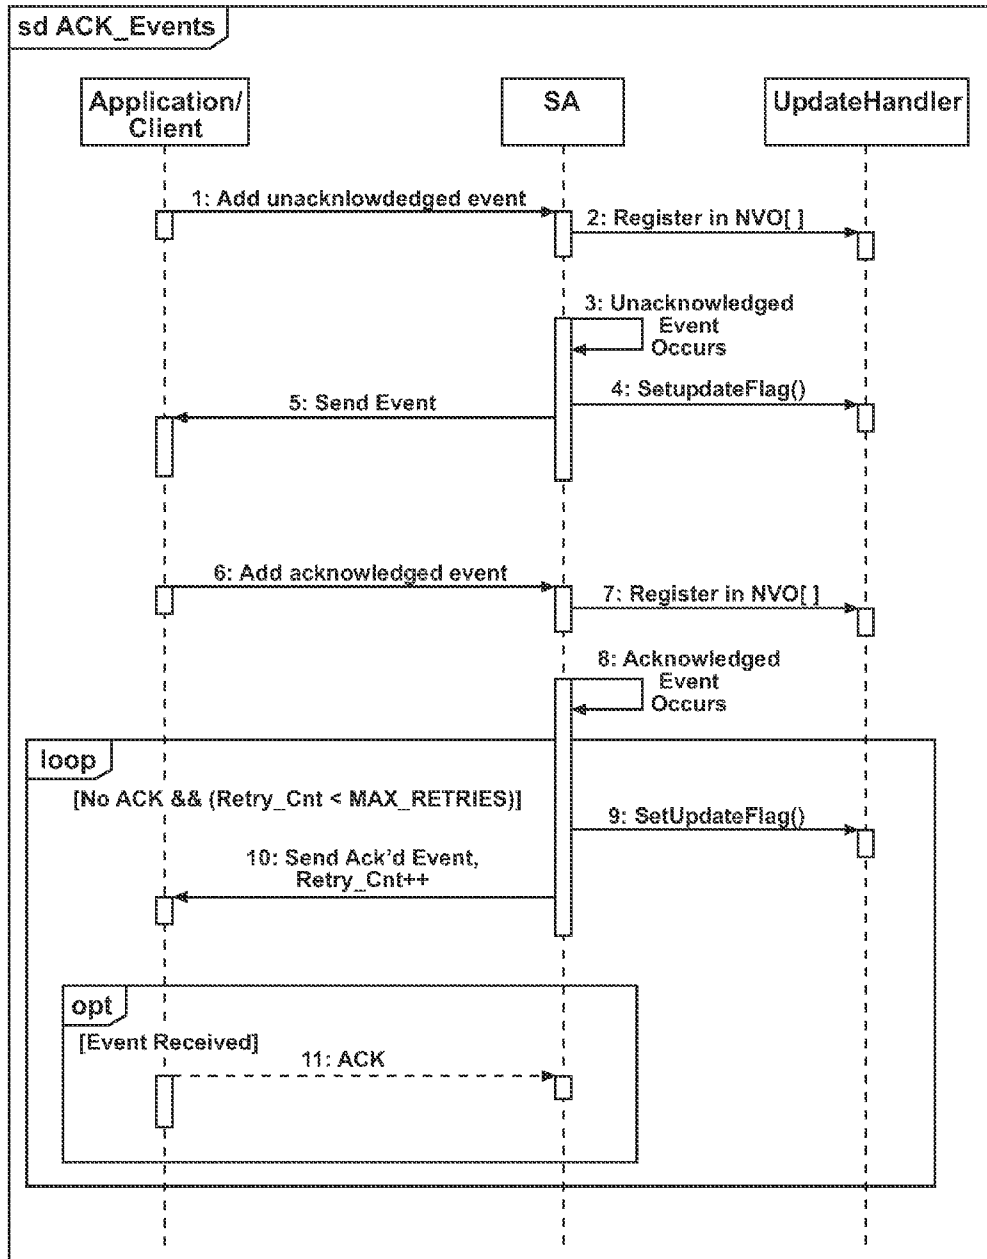 sd ACK_Events
Application/
Client
SA
UpdateHandler
1: Add unacknlowdedged event
2: Register in NVO[ ]
3: Unacknowledged
Event
Occurs
4: SetupdateFlag()
5: Send Event
6: Add acknowledged event
7: Register in NVO[ ]
8: Acknowledged
Event
Occurs
loop
[No ACK && (Retry_Cnt < MAX_RETRIES)]
9: SetUpdateFlag()
10: Send Ack'd Event,
Retry_Cnt++
opt
[Event Received]
11: ACK